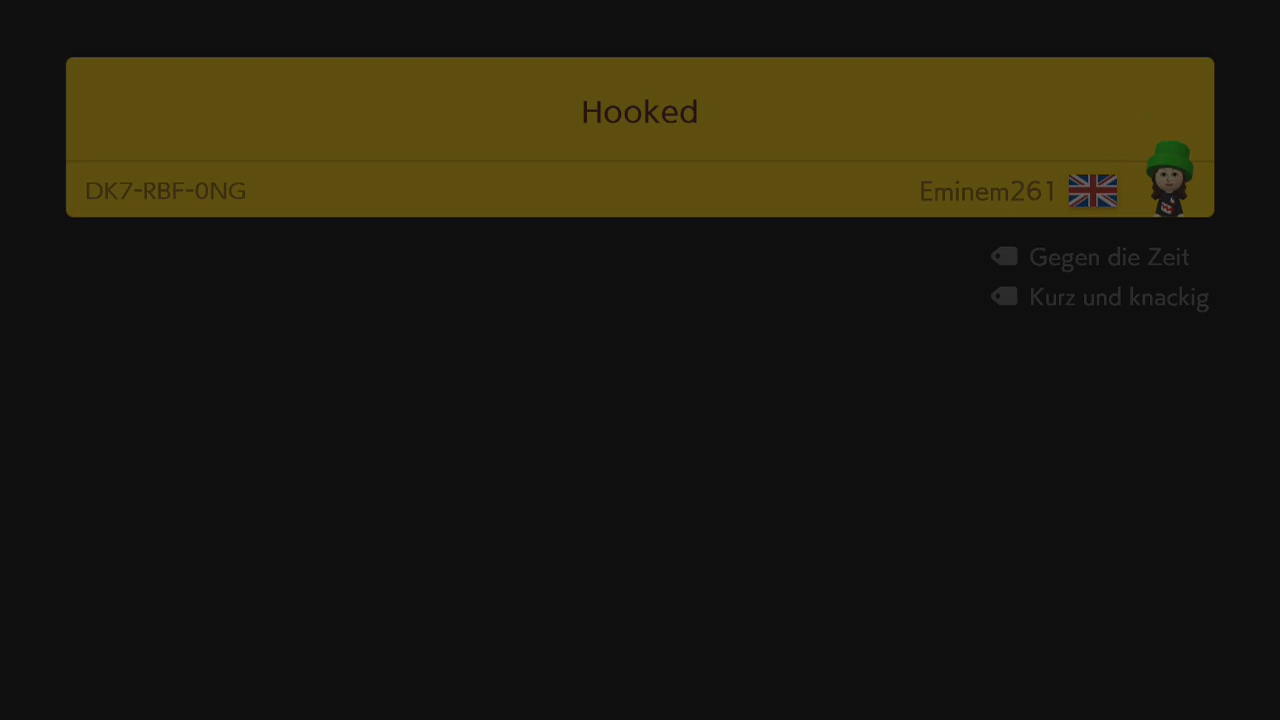 Hooked
DK7-RBF-0NG
Eminem261
Gegen die Zeit
Kurz und knackig